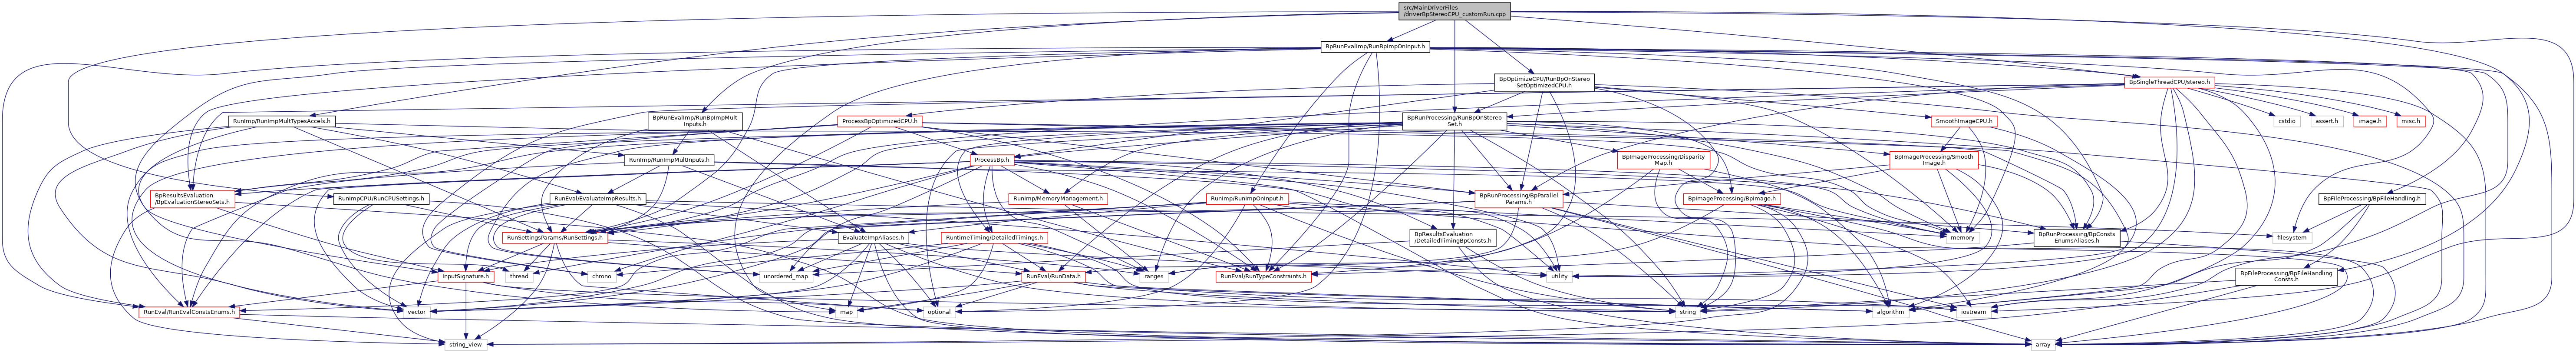 src/MainDriverFiles
/driverBpStereoCPU_customRun.cpp
BpRunEvalImp/RunBpImpOnInput.h
BpOptimizeCPU/RunBpOnStereo
SetOptimizedCPU.h
BpSingleThreadCPU/stereo.h
RunImp/RunImpMultTypesAccels.h
BpRunEvalImp/RunBpImpMult
Inputs.h
ProcessBpOptimizedCPU.h
BpRunProcessing/RunBpOnStereo
Set.h
SmoothImageCPU.h
cstdio
assert.h
image.h
misc.h
RunImp/RunImpMultInputs.h
ProcessBp.h
BpImageProcessing/Disparity
Map.h
BpImageProcessing/Smooth
Image.h
BpResultsEvaluation
/BpEvaluationStereoSets.h
RunImpCPU/RunCPUSettings.h
RunEval/EvaluateImpResults.h
RunImp/MemoryManagement.h
RunImp/RunImpOnInput.h
BpRunProcessing/BpParallel
Params.h
BpImageProcessing/BpImage.h
BpFileProcessing/BpFileHandling.h
RunSettingsParams/RunSettings.h
EvaluateImpAliases.h
RuntimeTiming/DetailedTimings.h
BpResultsEvaluation
/DetailedTimingBpConsts.h
memory
BpRunProcessing/BpConsts
EnumsAliases.h
filesystem
InputSignature.h
thread
chrono
unordered_map
RunEval/RunData.h
ranges
RunEval/RunTypeConstraints.h
utility
BpFileProcessing/BpFileHandling
Consts.h
RunEval/RunEvalConstsEnums.h
vector
map
optional
string
algorithm
iostream
string_view
array